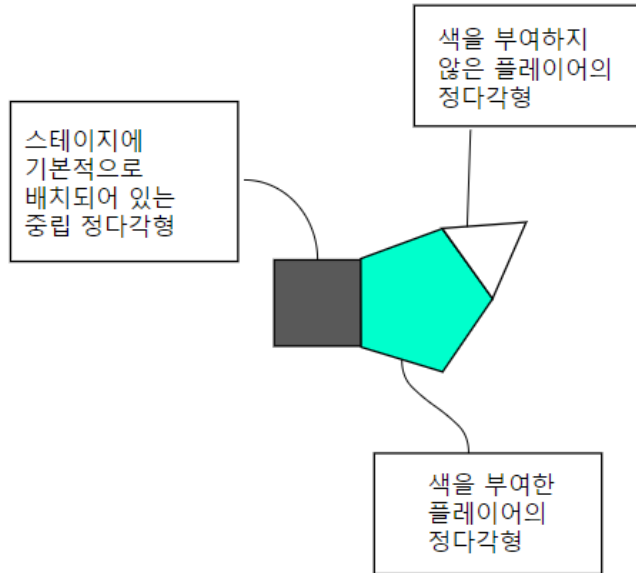 색을 부여하지
않은 플레이어의
정다각형
스테이지에
기본적으로
배치되어 있는
중립 정다각형
색을 부여한
플레이어의
정다각형